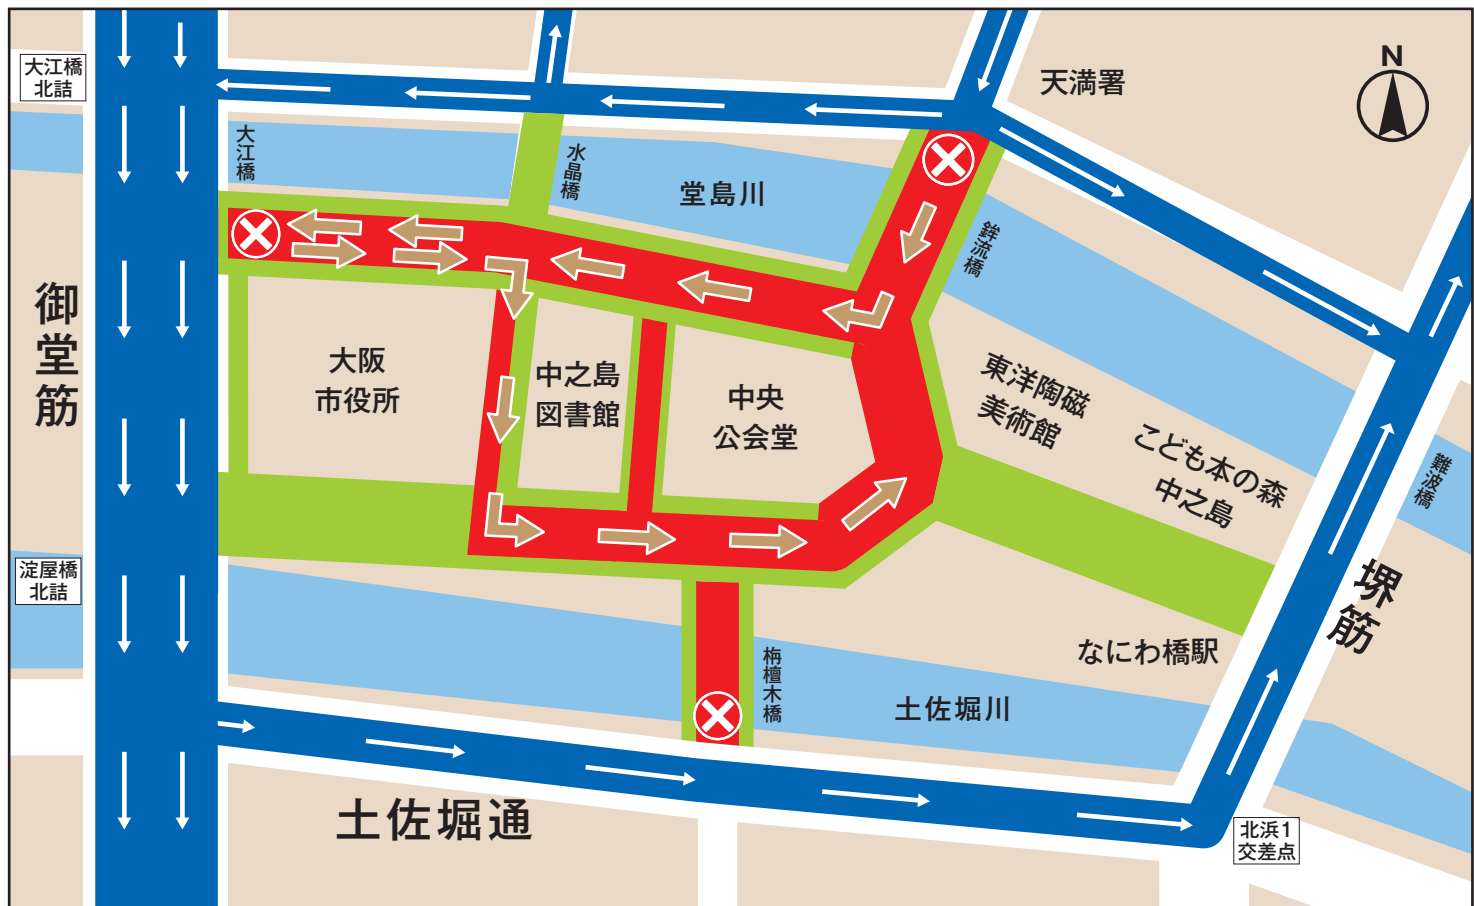 大江橋
北詰
大江橋
水晶橋
堂島川
天満署
N
鉾流橋
御堂筋
大阪
市役所
中之島
図書館
中央
公会堂
東洋陶磁
美術館
こども本の森
中之島
難波橋
淀屋橋
北詰
堺筋
なにわ橋駅
栴檀木橋
土佐堀川
土佐堀通
北浜1
交差点